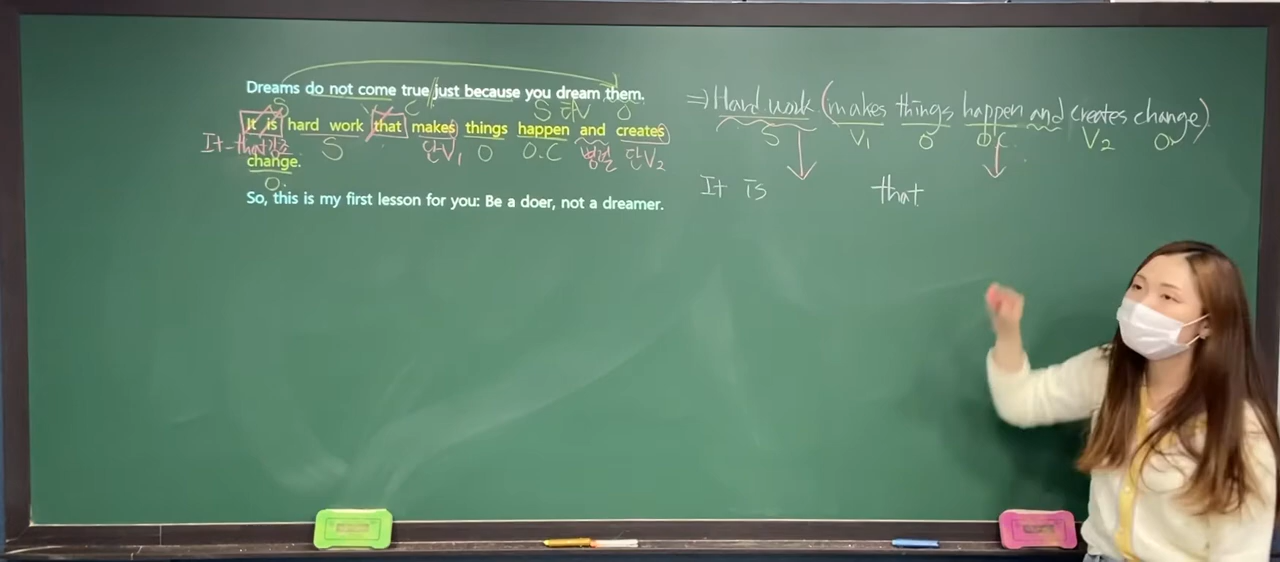 Dreams do not come true just because you dream them.
S V C S 동V O
It is hard work that makes things happen and creates
It-that강조 S 단V1 O O.C 병렬 단V2
change.
O.
So, this is my first lesson for you: Be a doer, not a dreamer.
⇒ Hard work (makes things happen and creates change)
S V1 O O.C V2 O
It is that